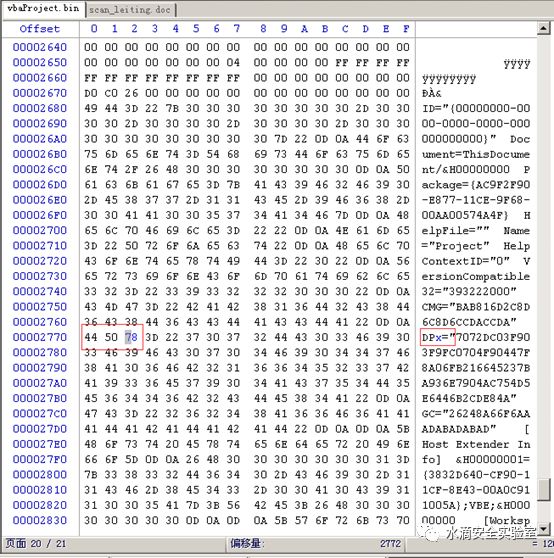 vbaProject.bin scan_leiting.doc
Offset 0 1 2 3 4 5 6 7 8 9 A B C D E F
00002640 00 00 00 00 00 00 00 00 00 00 00 00 00 00 00 00
00002650 00 00 00 00 00 00 00 04 00 00 00 00 FF FF FF FF ÿÿÿÿ
00002660 FF FF FF FF FF FF FF FF 00 00 00 00 00 00 00 00 ÿÿÿÿÿÿÿÿ
00002670 D0 C0 26 00 00 00 00 00 00 00 00 00 00 00 00 00 ÐÀ&
00002680 49 44 3D 22 7B 30 30 30 30 30 30 30 30 2D 30 30 ID="{00000000-00
00002690 30 30 2D 30 30 30 30 2D 30 30 30 30 2D 30 30 30 00-0000-0000-000
000026A0 30 30 30 30 30 30 30 30 30 7D 22 0D 0A 44 6F 63 000000000}" Doc
000026B0 75 6D 65 6E 74 3D 54 68 69 73 44 6F 63 75 6D 65 ument=ThisDocume
000026C0 6E 74 2F 26 48 30 30 30 30 30 30 30 30 0D 0A 50 nt/&H00000000 P
000026D0 61 63 6B 61 67 65 3D 7B 41 43 39 46 32 46 39 30 ackage={AC9F2F90
000026E0 2D 45 38 37 37 2D 31 31 43 45 2D 39 46 36 38 2D -E877-11CE-9F68-
000026F0 30 30 41 41 30 30 35 37 34 41 34 46 7D 0D 0A 48 00AA00574A4F} H
00002700 65 6C 70 46 69 6C 65 3D 22 22 0D 0A 4E 61 6D 65 elpFile="" Name
00002710 3D 22 50 72 6F 6A 65 63 74 22 0D 0A 48 65 6C 70 ="Project" Help
00002720 43 6F 6E 74 65 78 74 49 44 3D 22 30 22 0D 0A 56 ContextID="0" V
00002730 65 72 73 69 6F 6E 43 6F 6D 70 61 74 69 62 6C 65 ersionCompatible
00002740 33 32 3D 22 33 39 33 32 32 32 30 30 30 22 0D 0A 32="393222000"
00002750 43 4D 47 3D 22 42 41 42 38 31 36 44 32 43 38 44 CMG="BAB816D2C8D
00002760 36 43 38 44 36 43 43 44 41 43 43 44 41 22 0D 0A 6C8D6CCDACCDA"
00002770 44 50 78 3D 22 37 30 37 32 44 43 30 33 46 39 30 DPx="7072DC03F90
00002780 33 46 39 46 43 30 37 30 34 46 39 30 34 34 37 46 3F9FC0704F90447F
00002790 38 41 30 36 46 42 32 31 36 36 34 35 32 33 37 42 8A06FB216645237B
000027A0 41 39 33 36 45 37 39 30 34 41 43 37 35 34 44 35 A936E7904AC754D5
000027B0 45 36 34 34 36 42 32 43 44 45 38 34 41 22 0D 0A E6446B2CDE84A"
000027C0 47 43 3D 22 32 36 32 34 38 41 36 36 46 36 41 41 GC="26248A66F6AA
000027D0 41 44 41 42 41 44 41 42 41 44 22 0D 0A 0D 0A 5B ADABADABAD" [
000027E0 48 6F 73 74 20 45 78 74 65 6E 64 65 72 20 49 6E Host Extender In
000027F0 66 6F 5D 0D 0A 26 48 30 30 30 30 30 30 30 31 3D fo] &H00000001=
00002800 7B 33 38 33 32 44 36 34 30 2D 43 46 39 30 2D 31 {3832D640-CF90-1
00002810 31 43 46 2D 38 45 34 33 2D 30 30 41 30 43 39 31 1CF-8E43-00A0C91
00002820 31 30 30 35 41 7D 3B 56 42 45 3B 26 48 30 30 30 1005A};VBE;&H000
00002830 30 30 30 30 30 0D 0A 0D 0A 5B 57 6F 72 6B 73 70 00000 [Worksp
页面 20 / 21 偏移量: 2772 = 120
水滴安全实验室